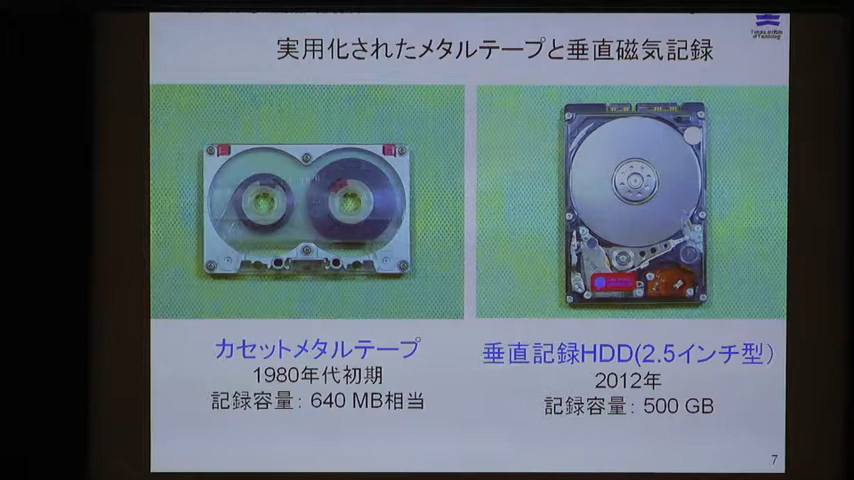 実用化されたメタルテープと垂直磁気記録
カセットメタルテープ
1980年代初期
記録容量: 640 MB相当
垂直記録HDD(2.5インチ型)
2012年
記録容量: 500 GB
7